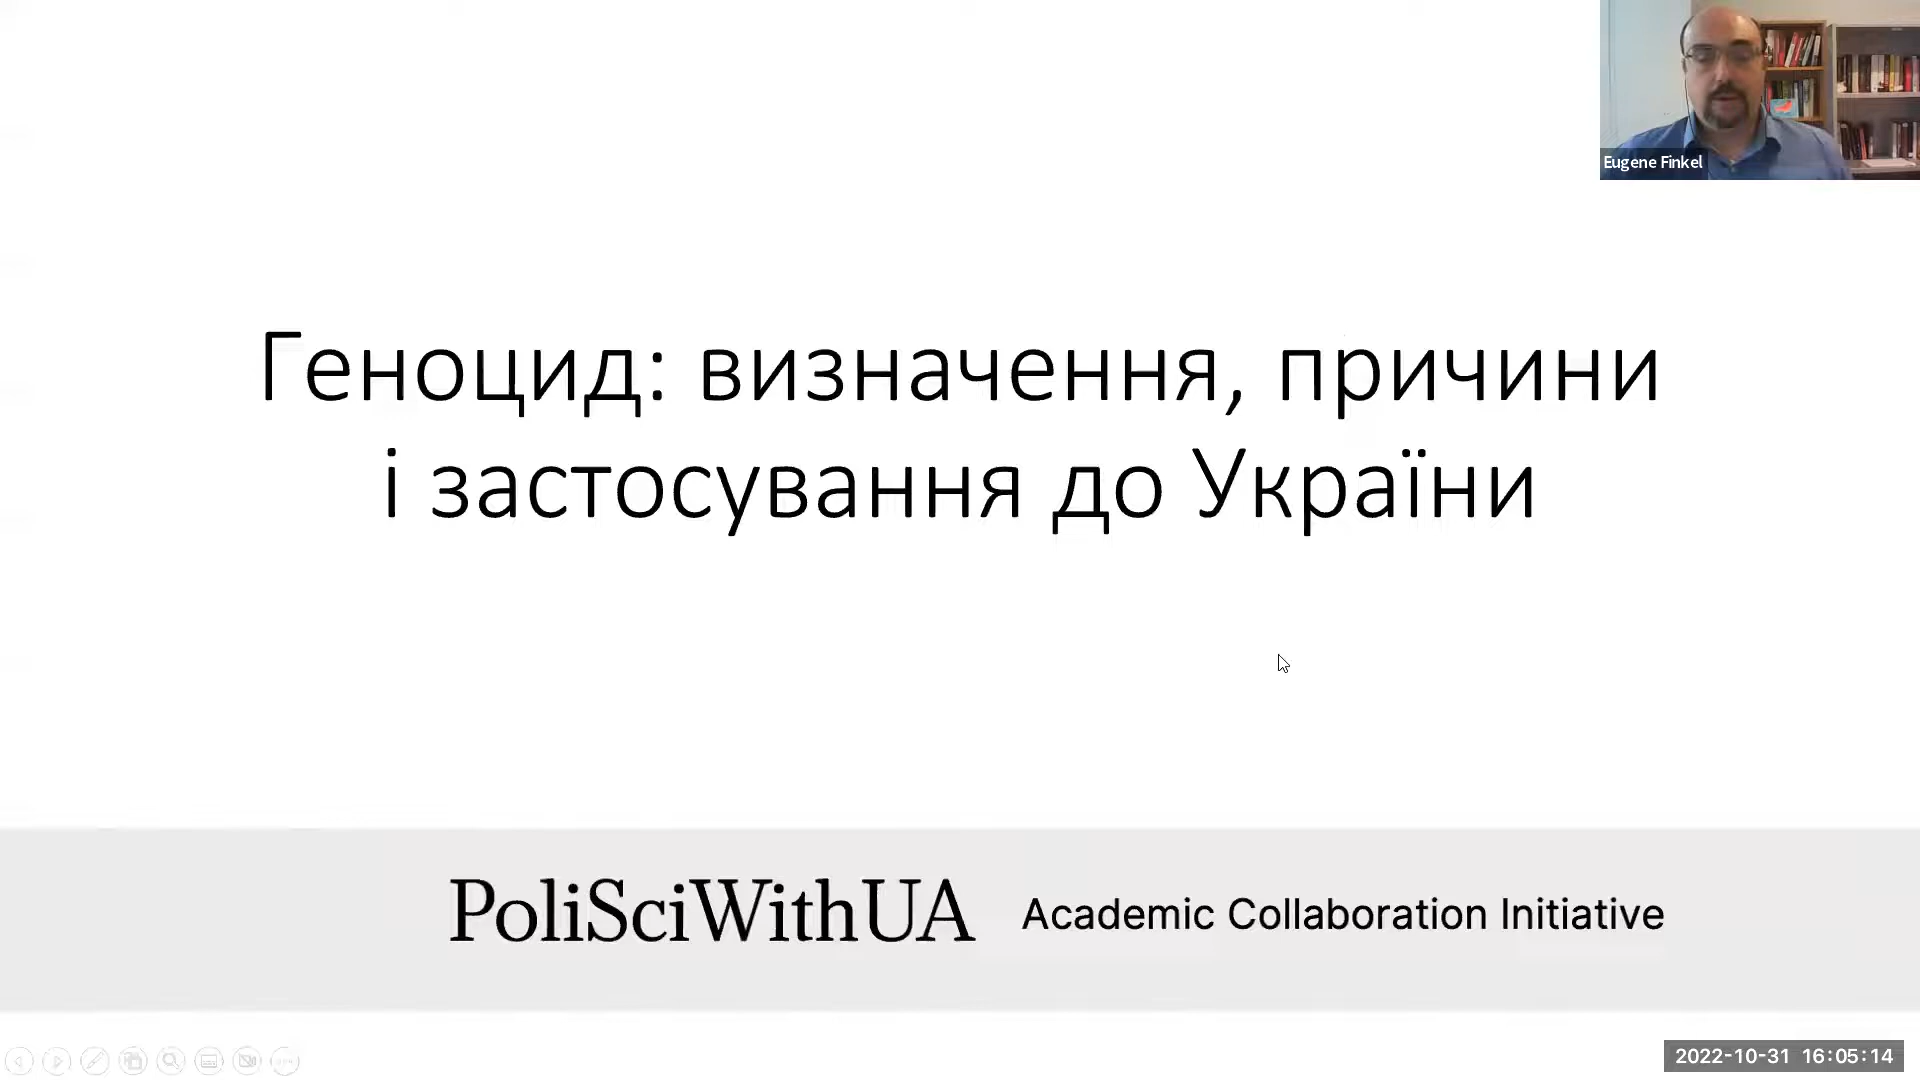 Eugene Finkel
Геноцид: визначення, причини
і застосування до України
PoliSciWithUA Academic Collaboration Initiative
2022-10-31 16:05:14